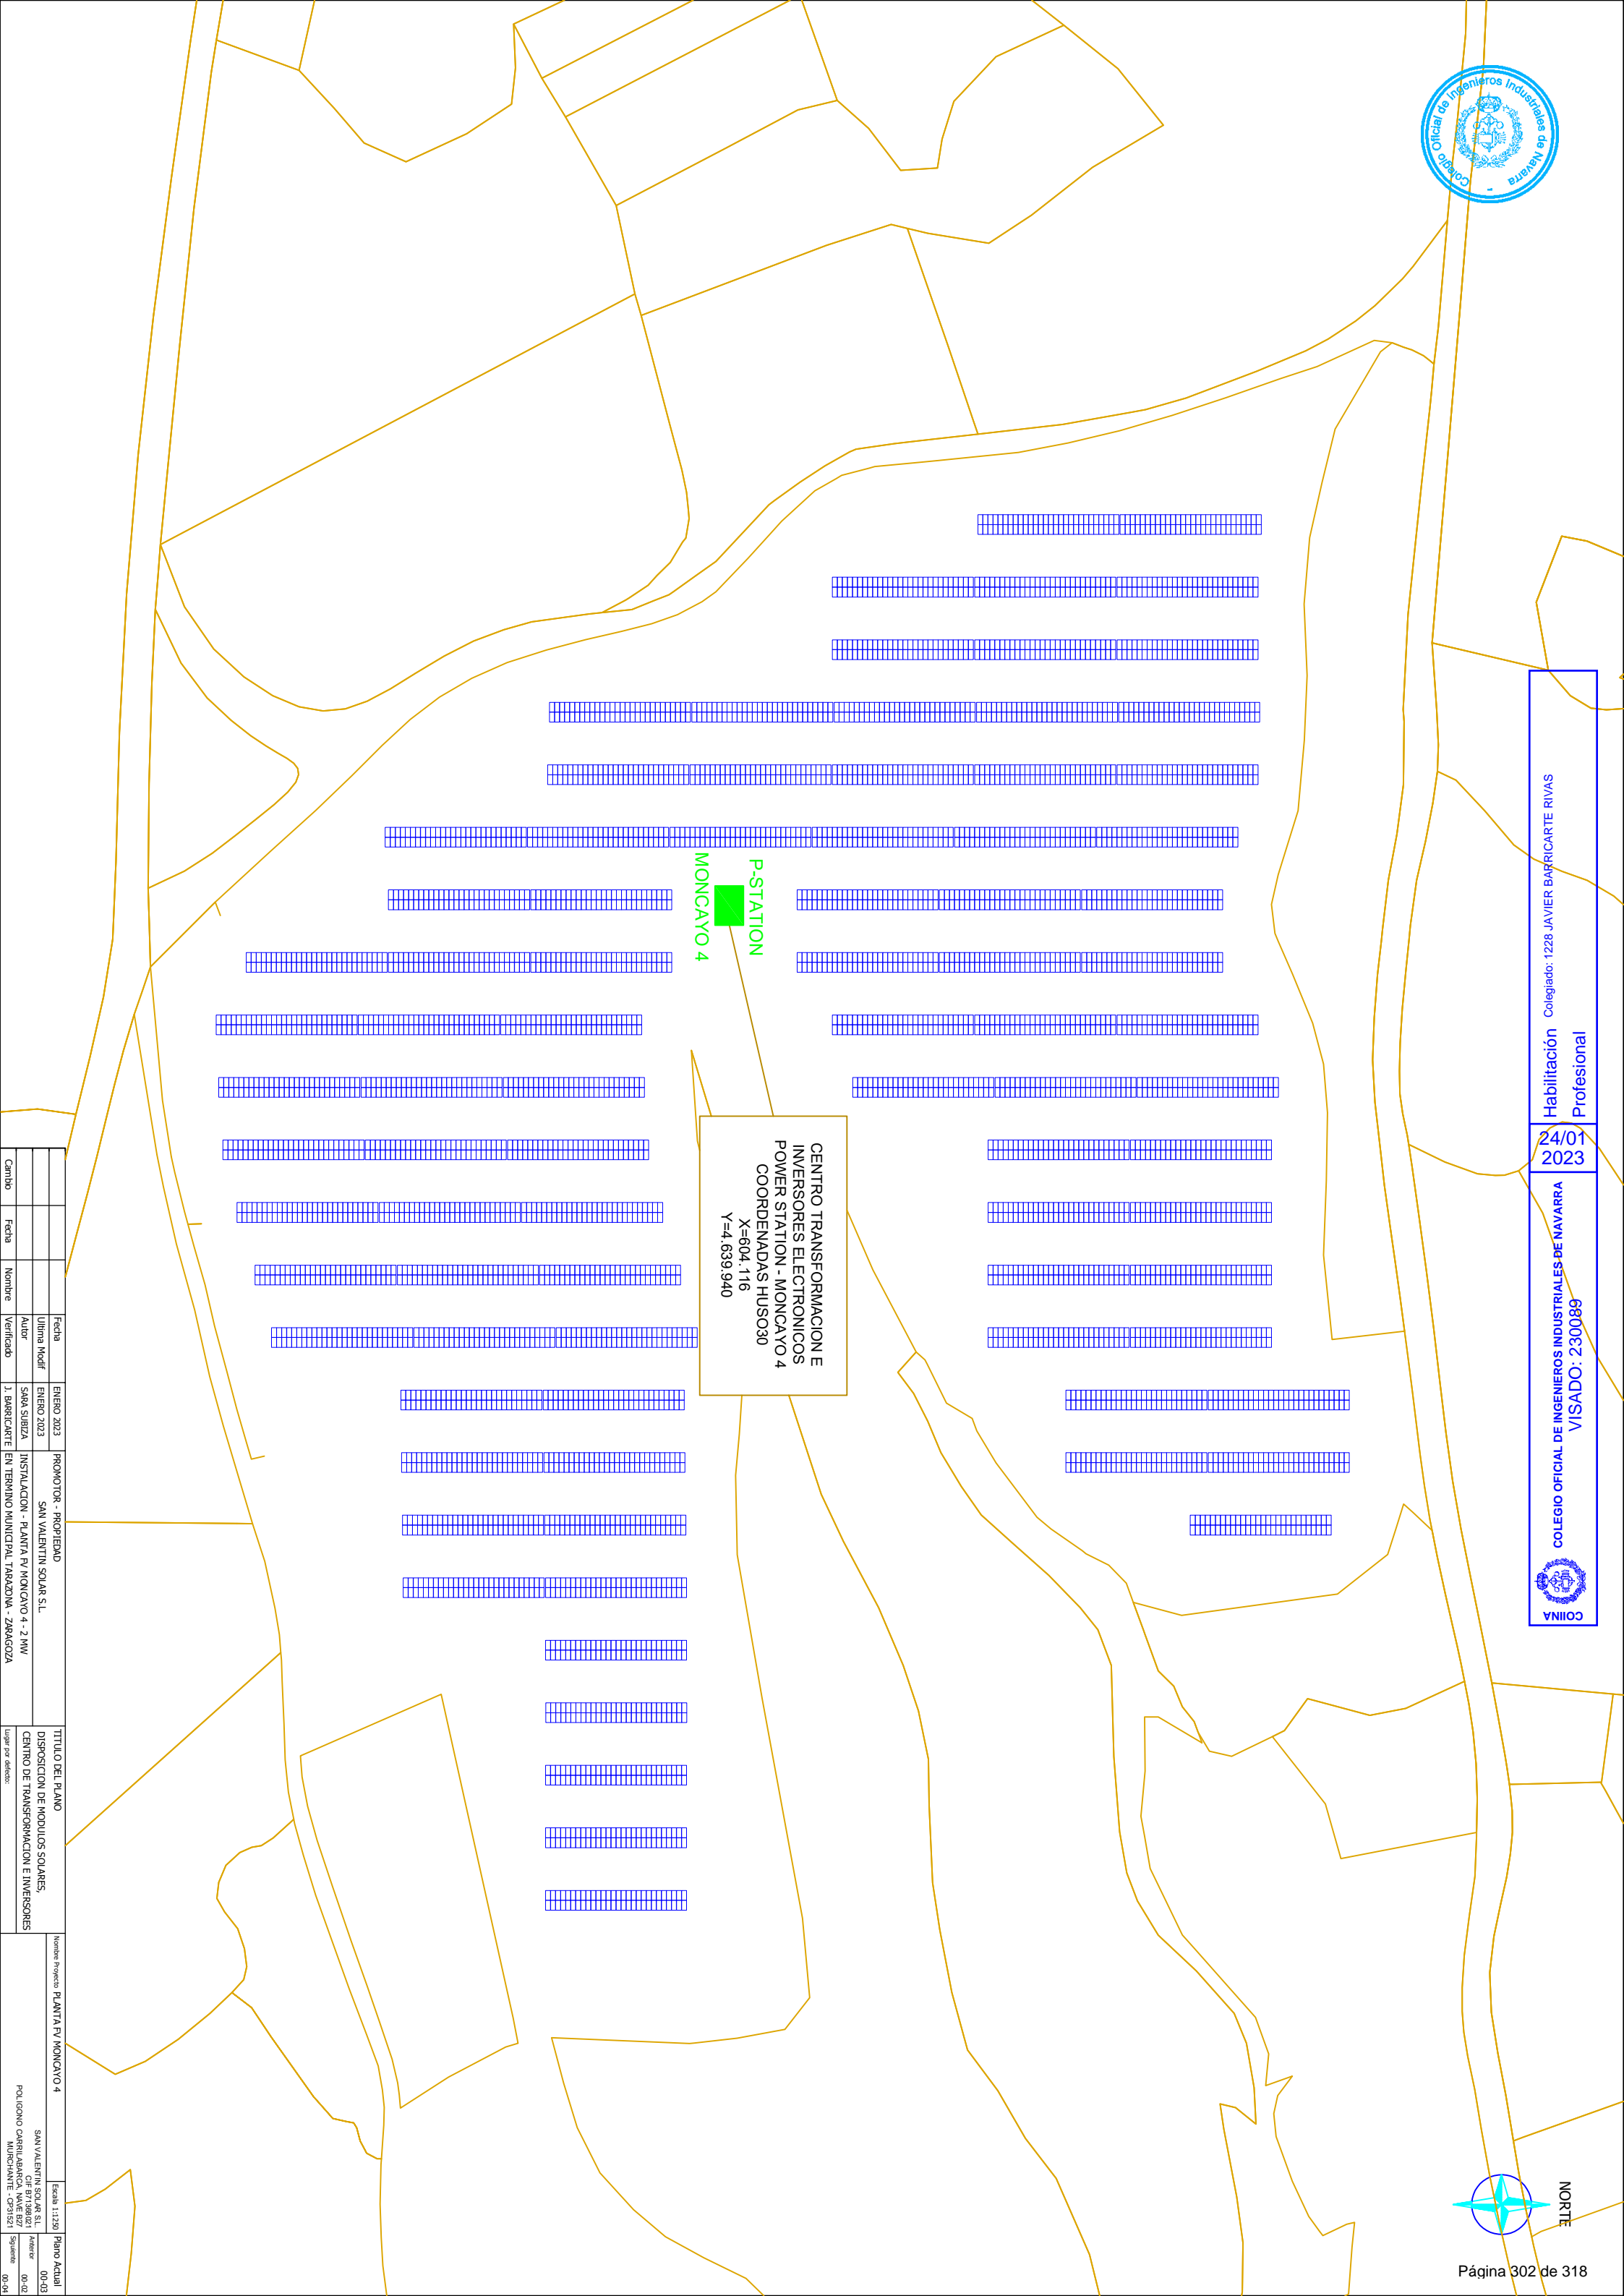 Colegio Oficial de Ingenieros Industriales de Navarra
P-STATION
MONCAYO 4
CENTRO TRANSFORMACION E
INVERSORES ELECTRONICOS
POWER STATION - MONCAYO 4
COORDENADAS HUSO30
X=604.116
Y=4.639.940
Habilitación Colegiado: 1228 JAVIER BARRICARTE RIVAS
Profesional
24/01
2023
COLEGIO OFICIAL DE INGENIEROS INDUSTRIALES DE NAVARRA
VISADO: 230089
COIINA
NORTE
Página 302 de 318
Cambio
Fecha
Nombre
Fecha ENERO 2023
Ultima Modif ENERO 2023
Autor SARA SUBIZA
Verificado J. BARRICARTE
PROMOTOR - PROPIEDAD
SAN VALENTIN SOLAR S.L.
INSTALACION - PLANTA FV MONCAYO 4 - 2 MW
EN TERMINO MUNICIPAL TARAZONA - ZARAGOZA
TITULO DEL PLANO
DISPOSICION DE MODULOS SOLARES,
CENTRO DE TRANSFORMACION E INVERSORES
Lugar por defecto:
Nombre Proyecto PLANTA FV MONCAYO 4
SAN VALENTIN SOLAR S.L.
POLIGONO CARRILABARCA, NAVE B27
MURCHANTE - CP31521
Escala 1:1250
Plano Actual
00-03
Anterior 00-02
Siguiente 00-04